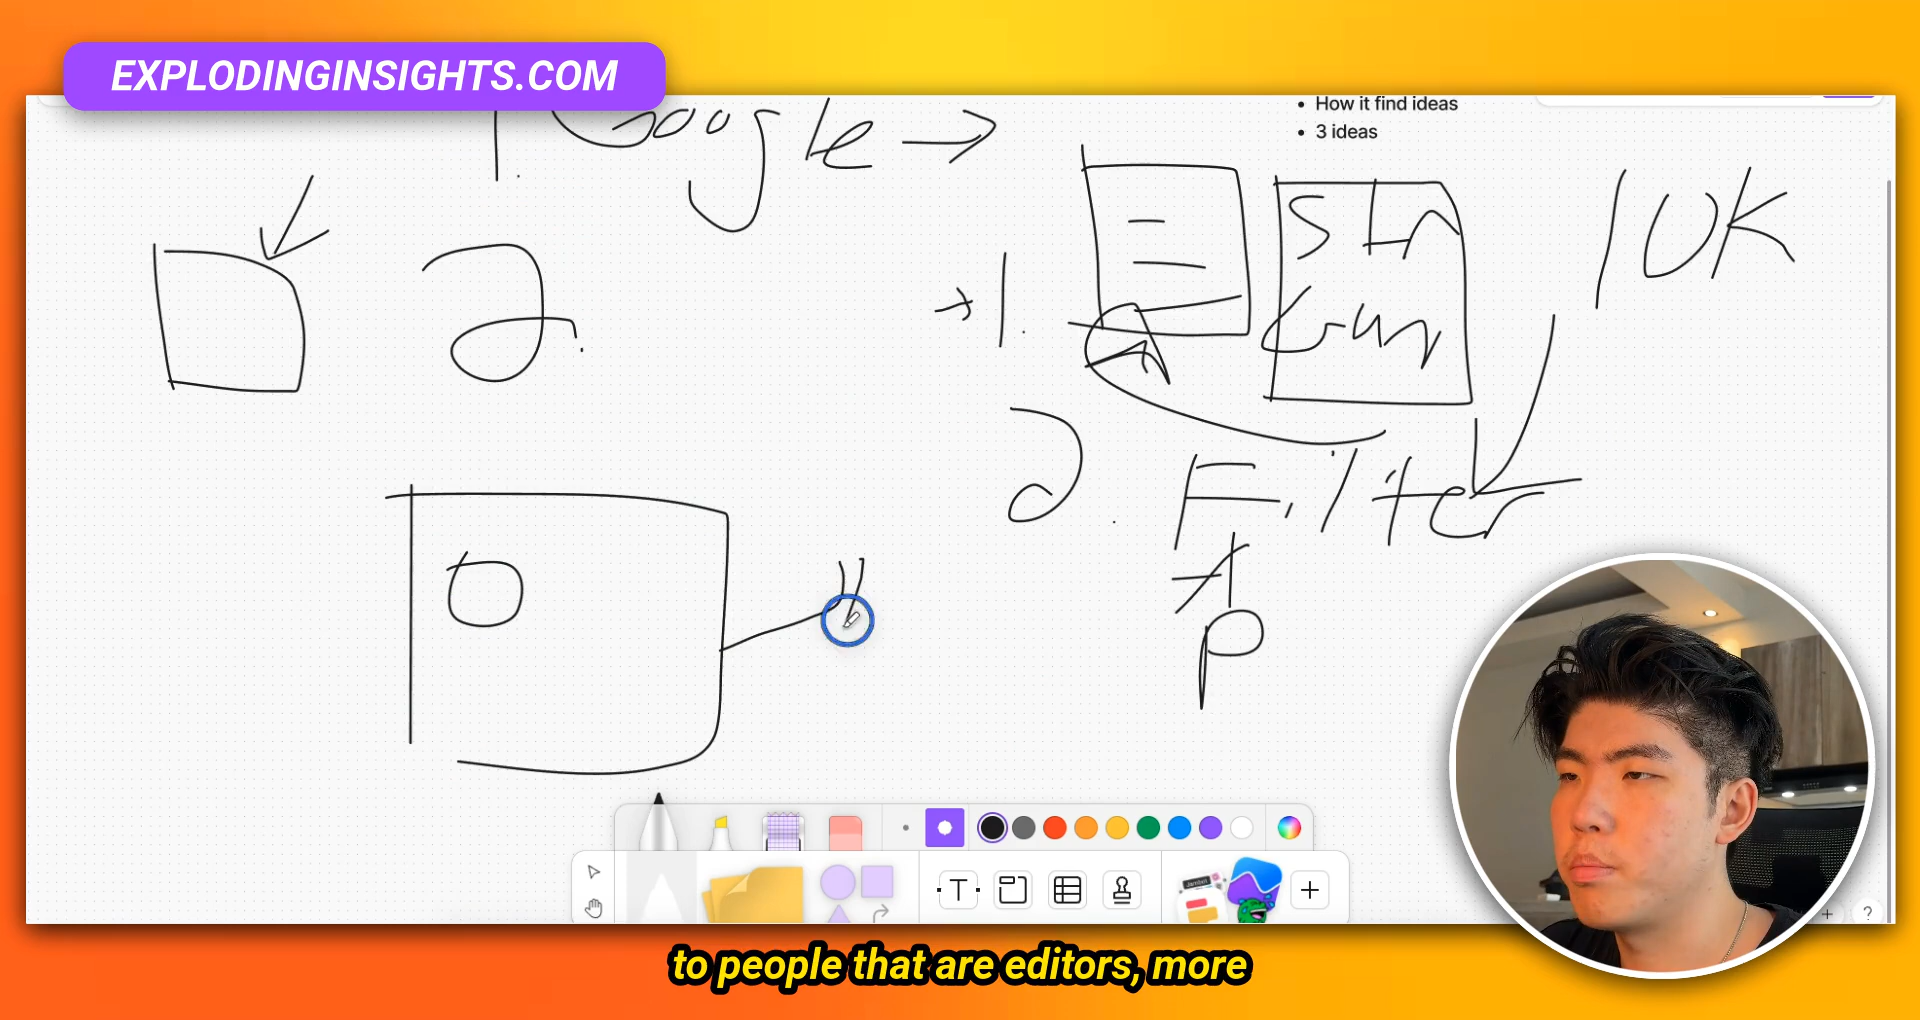 EXPLODINGINSIGHTS.COM
How it find ideas
3 ideas
1. Google →
10K
2.
→ 1.
2. Filter
P
T
?
to people that are editors, more